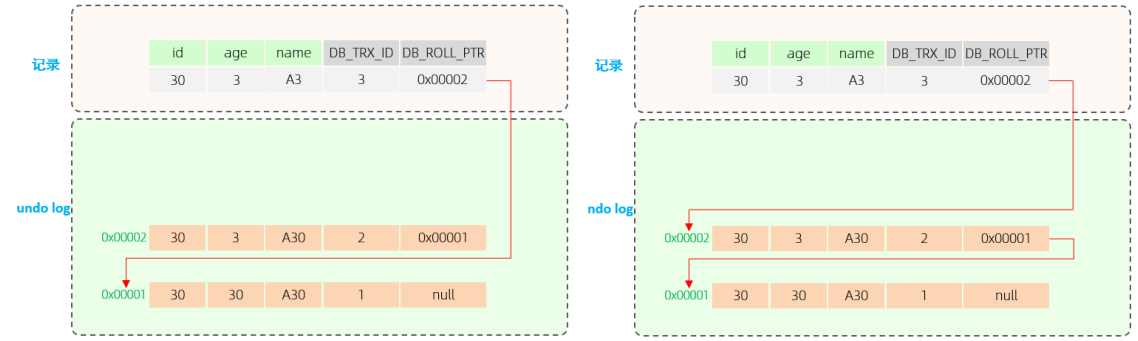 记录
id age name DB_TRX_ID DB_ROLL_PTR
30 3 A3 3 0x00002
undo log
0x00002 30 3 A30 2 0x00001
0x00001 30 30 A30 1 null
记录
id age name DB_TRX_ID DB_ROLL_PTR
30 3 A3 3 0x00002
ndo log
0x00002 30 3 A30 2 0x00001
0x00001 30 30 A30 1 null